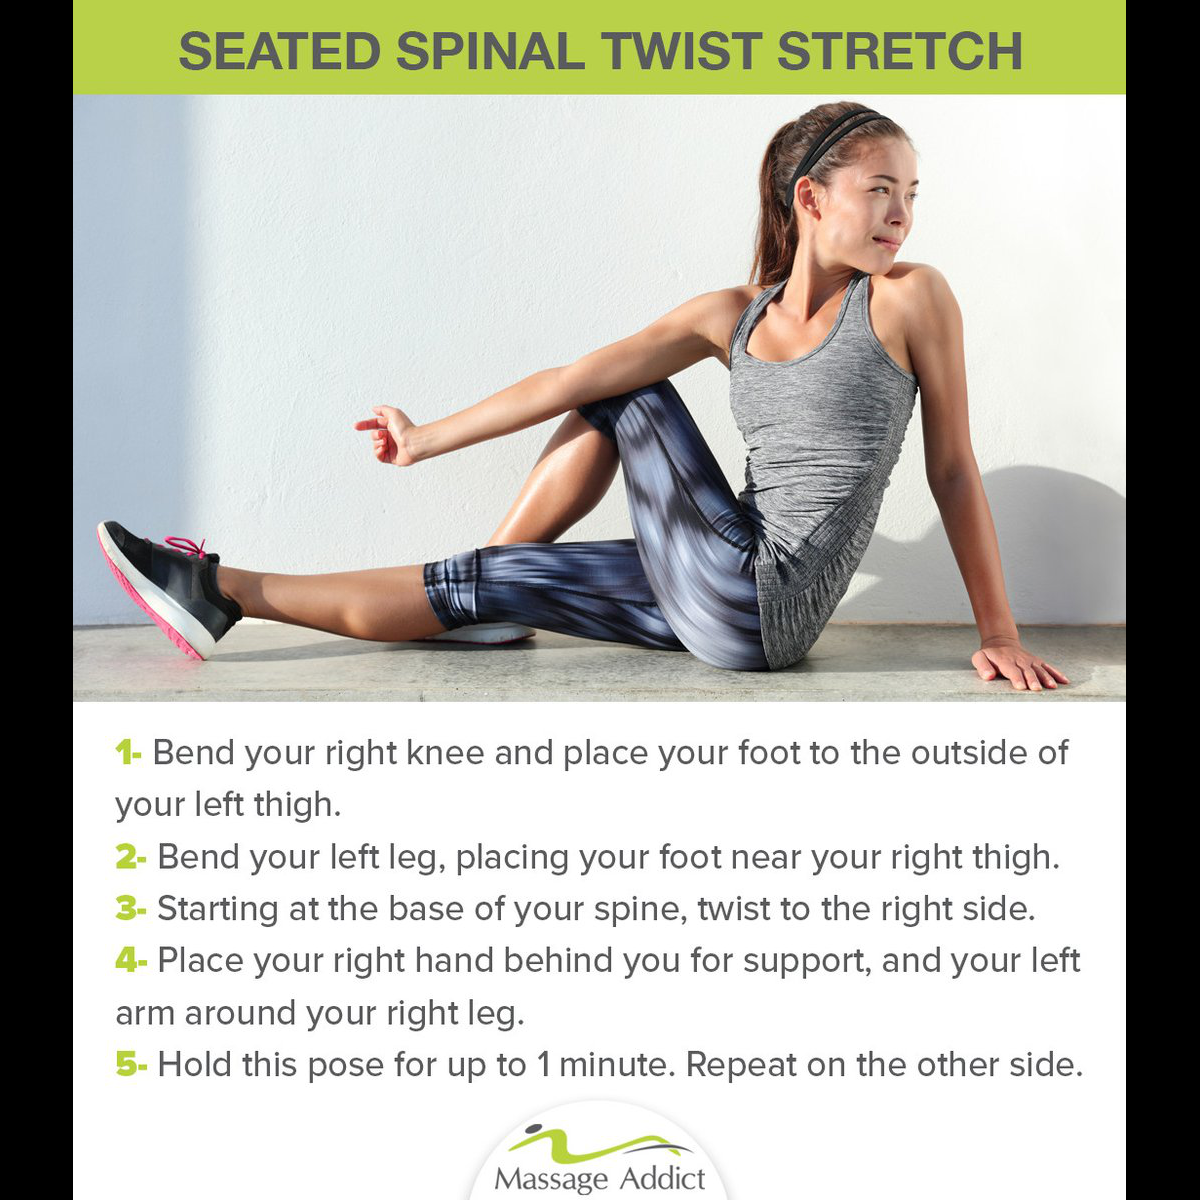 SEATED SPINAL TWIST STRETCH
1- Bend your right knee and place your foot to the outside of
your left thigh.
2- Bend your left leg, placing your foot near your right thigh.
3- Starting at the base of your spine, twist to the right side.
4- Place your right hand behind you for support, and your left
arm around your right leg.
5- Hold this pose for up to 1 minute. Repeat on the other side.
Massage Addict